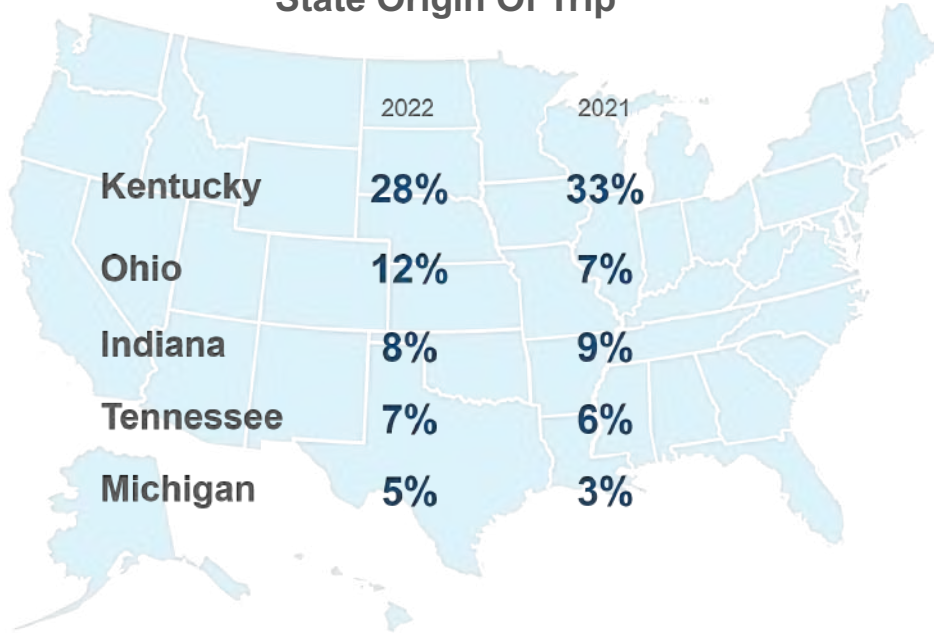 State Origin Of Trip
2022 2021
Kentucky 28% 33%
Ohio 12% 7%
Indiana 8% 9%
Tennessee 7% 6%
Michigan 5% 3%